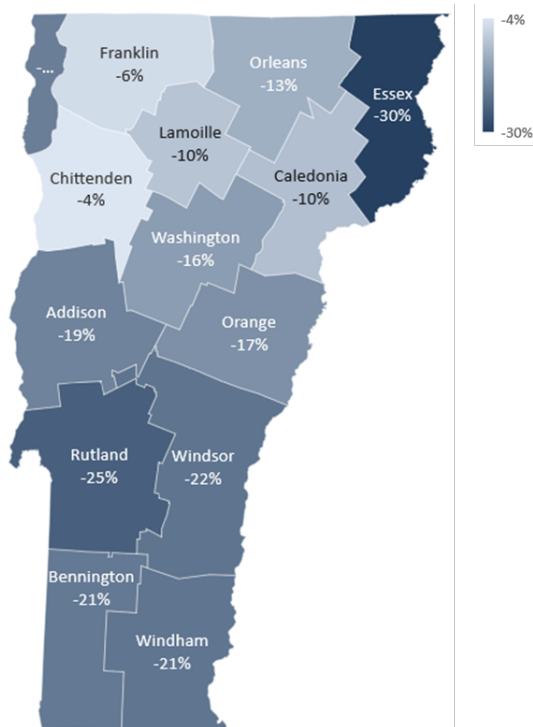 -4%
-30%
Franklin
-6%
Orleans
-13%
Essex
-30%
-...
Lamoille
-10%
Chittenden
-4%
Caledonia
-10%
Washington
-16%
Addison
-19%
Orange
-17%
Rutland
-25%
Windsor
-22%
Bennington
-21%
Windham
-21%